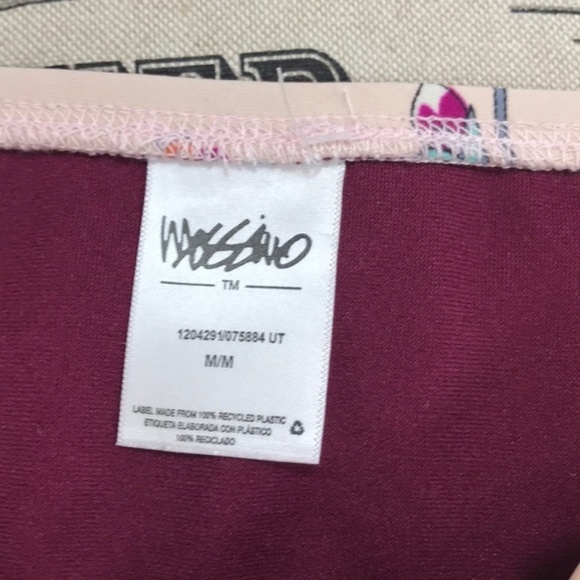 mossimo
TM
1204291/075884 UT
M/M
LABEL MADE FROM 100% RECYCLED PLASTIC
ETIQUETA ELABORADA CON PLÁSTICO
100% RECICLADO